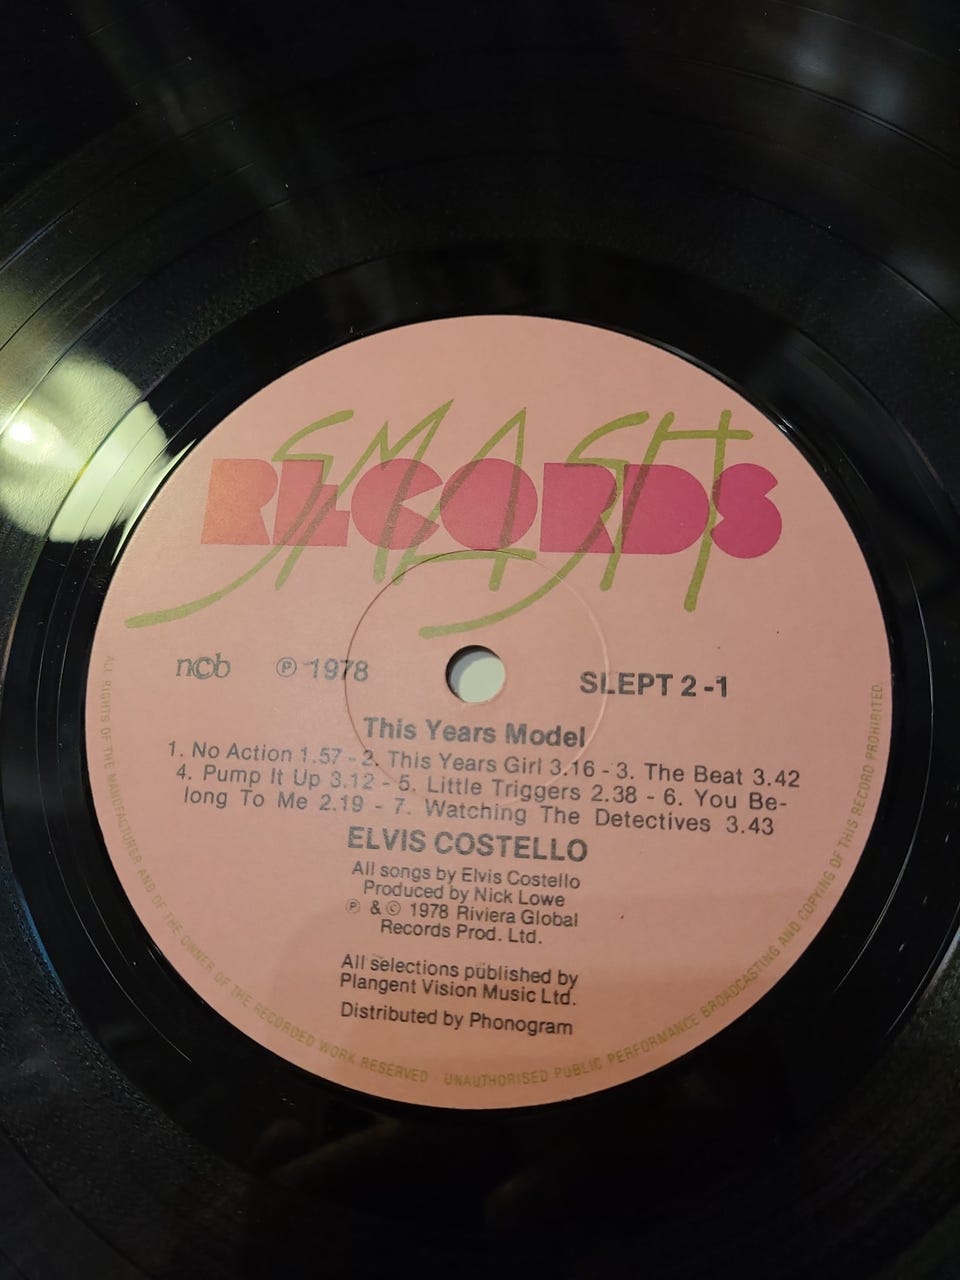 SMASH
RECORDS
ncb ℗ 1978 SLEPT 2 -1
This Years Model
1. No Action 1.57 - 2. This Years Girl 3.16 - 3. The Beat 3.42
4. Pump It Up 3.12 - 5. Little Triggers 2.38 - 6. You Be-
long To Me 2.19 - 7. Watching The Detectives 3.43
ELVIS COSTELLO
All songs by Elvis Costello
Produced by Nick Lowe
℗ & © 1978 Riviera Global
Records Prod. Ltd.
All selections published by
Plangent Vision Music Ltd.
Distributed by Phonogram
ALL RIGHTS OF THE MANUFACTURER AND OF THE OWNER OF THE RECORDED WORK RESERVED - UNAUTHORISED PUBLIC PERFORMANCE BROADCASTING AND COPYING OF THIS RECORD PROHIBITED